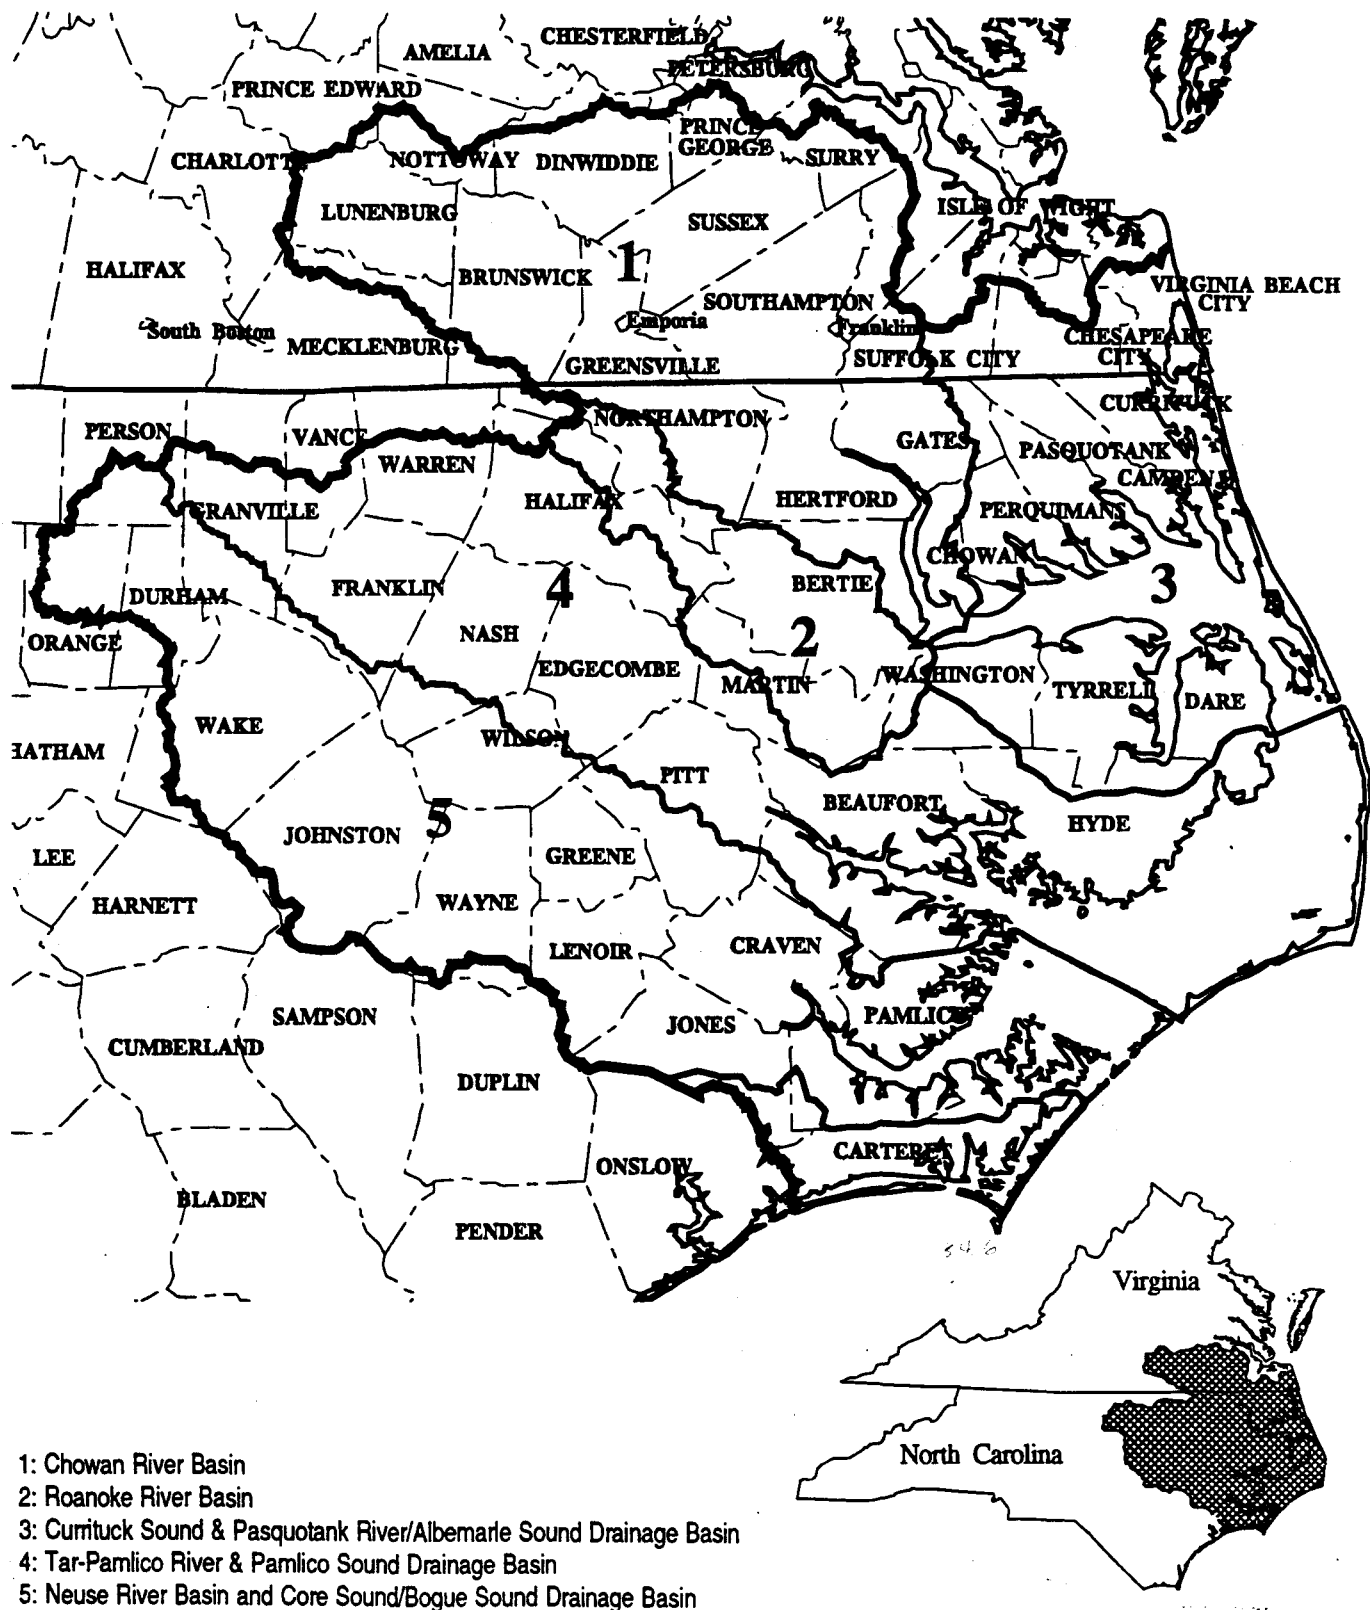 CHESTERFIELD
AMELIA
PETERSBURG
PRINCE EDWARD
PRINCE
GEORGE
CHARLOTTE
NOTTOWAY
DINWIDDIE
SURRY
LUNENBURG
ISLE OF WIGHT
SUSSEX
HALIFAX
BRUNSWICK
1
VIRGINIA BEACH
CITY
SOUTHAMPTON
South Boston
Emporia
Franklin
MECKLENBURG
CHESAPEAKE
CITY
GREENSVILLE
SUFFOLK CITY
CURRITUCK
NORTHAMPTON
PERSON
VANCE
GATES
PASQUOTANK
WARREN
CAMDEN
HALIFAX
HERTFORD
GRANVILLE
PERQUIMANS
CHOWAN
FRANKLIN
4
BERTIE
3
DURHAM
NASH
2
ORANGE
EDGECOMBE
MARTIN
WASHINGTON
TYRRELL
DARE
WAKE
WILSON
HATHAM
PITT
BEAUFORT
HYDE
5
JOHNSTON
LEE
GREENE
HARNETT
WAYNE
LENOIR
CRAVEN
SAMPSON
JONES
PAMLICO
CUMBERLAND
DUPLIN
CARTERET
ONSLOW
BLADEN
PENDER
Virginia
North Carolina
1: Chowan River Basin
2: Roanoke River Basin
3: Currituck Sound & Pasquotank River/Albemarle Sound Drainage Basin
4: Tar-Pamlico River & Pamlico Sound Drainage Basin
5: Neuse River Basin and Core Sound/Bogue Sound Drainage Basin